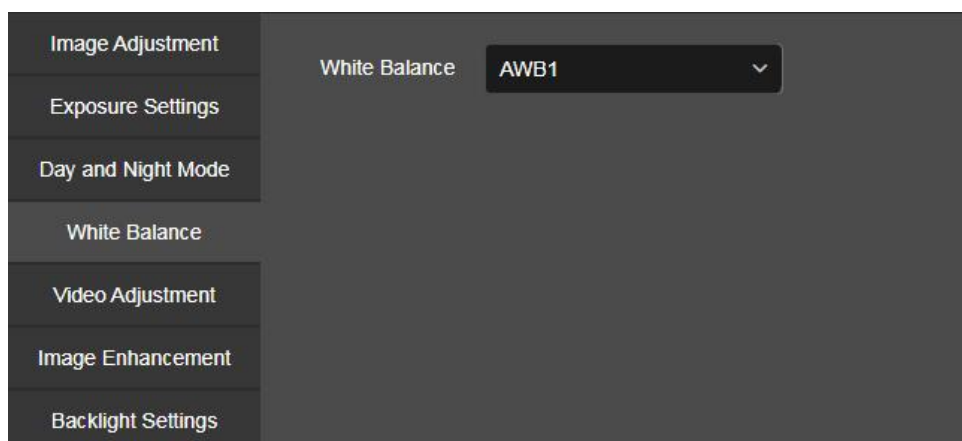 Image Adjustment
White Balance AWB1
Exposure Settings
Day and Night Mode
White Balance
Video Adjustment
Image Enhancement
Backlight Settings